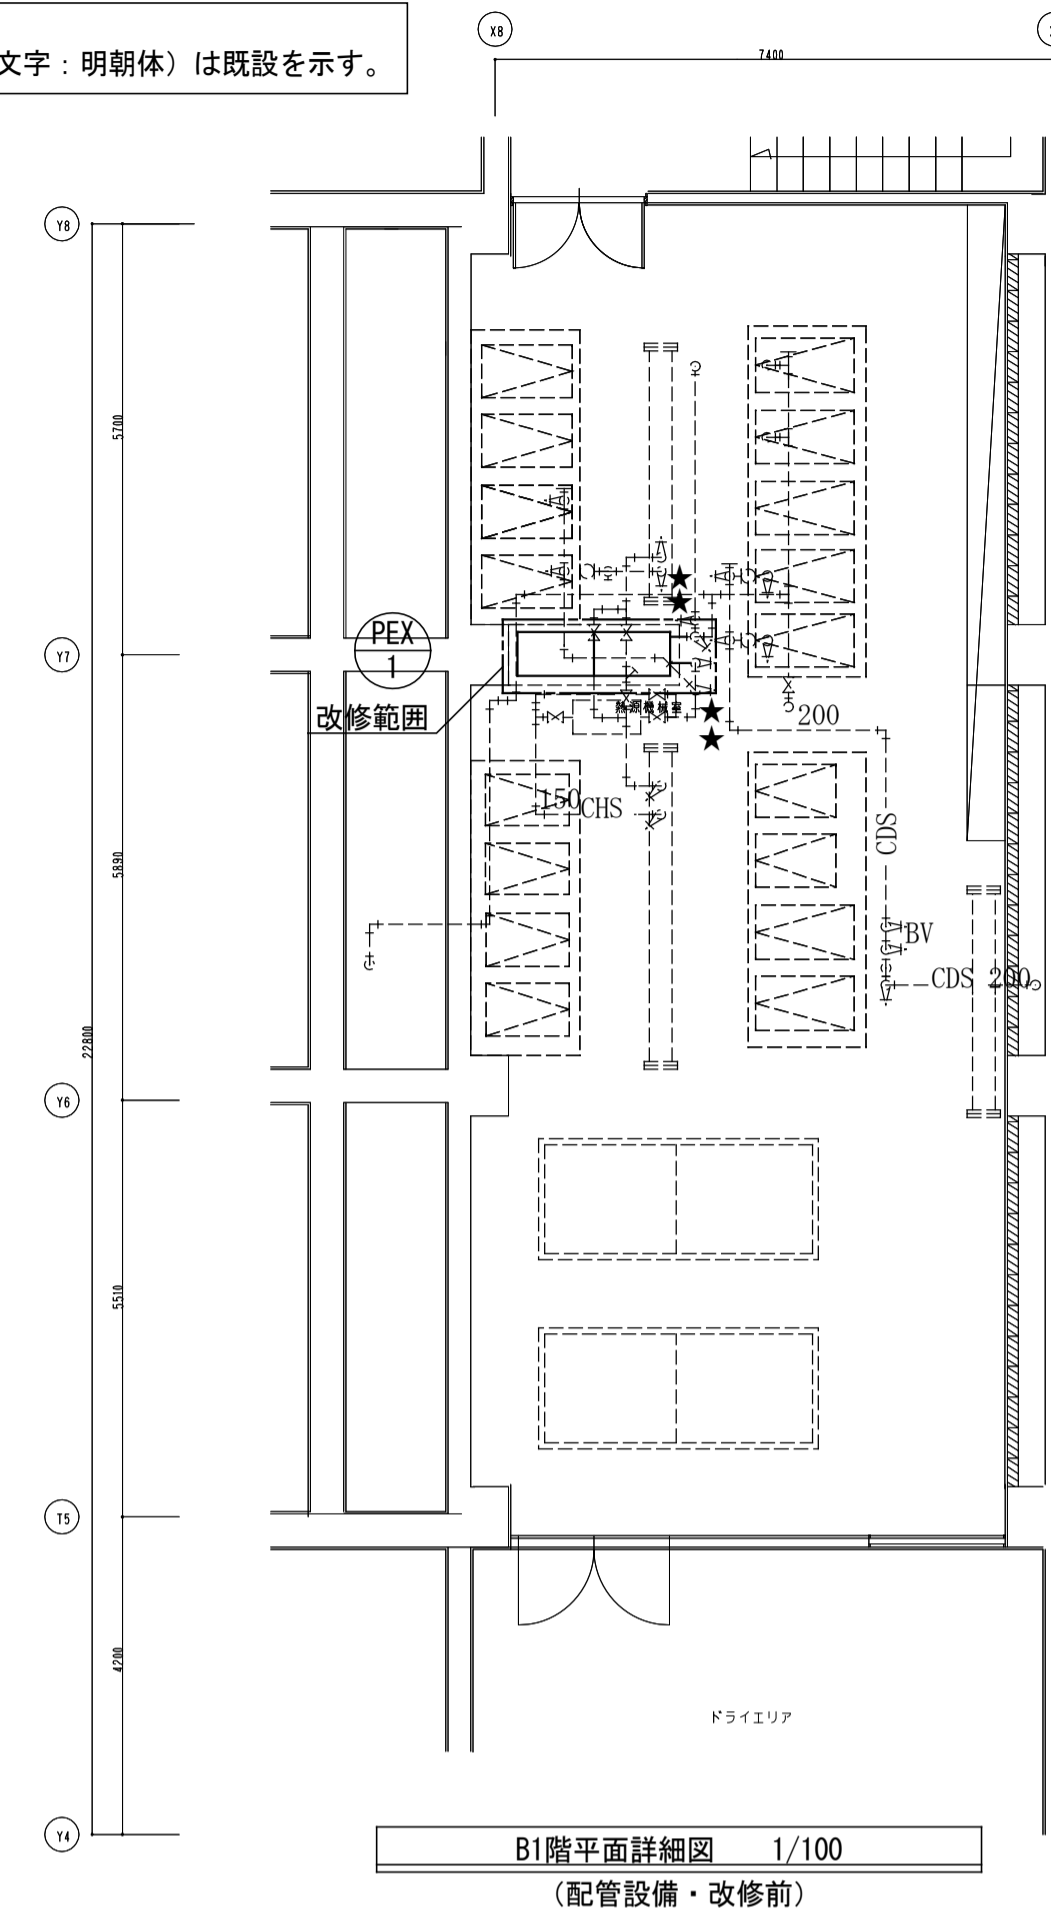 文字：明朝体）は既設を示す。
X8
7400
Y8
5700
PEX
1
Y7
改修範囲
熱源機械室
200
150
CHS
CDS
5890
BV
CDS 200
22800
Y6
5510
T5
4200
ドライエリア
Y4
B1階平面詳細図 1/100
（配管設備・改修前）